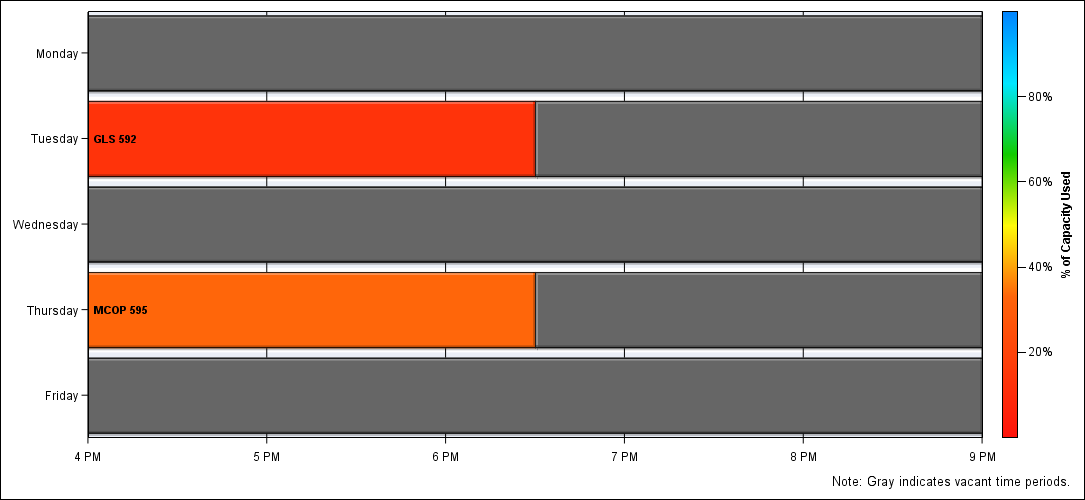 Monday
Tuesday
GLS 592
Wednesday
Thursday
MCOP 595
Friday
4 PM
5 PM
6 PM
7 PM
8 PM
9 PM
80%
60%
40%
20%
% of Capacity Used
Note: Gray indicates vacant time periods.